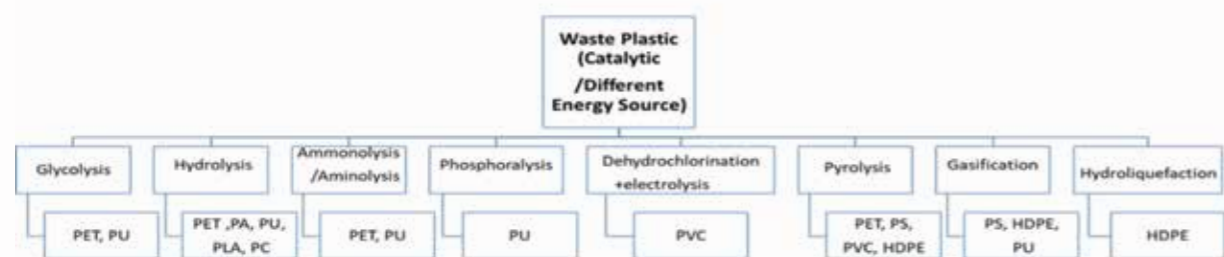 Waste Plastic
(Catalytic
/Different
Energy Source)
Glycolysis
Hydrolysis
Ammonolysis
/Aminolysis
Phosphoralysis
Dehydrochlorination
+electrolysis
Pyrolysis
Gasification
Hydroliquefaction
PET, PU
PET ,PA, PU,
PLA, PC
PET, PU
PU
PVC
PET, PS,
PVC, HDPE
PS, HDPE,
PU
HDPE